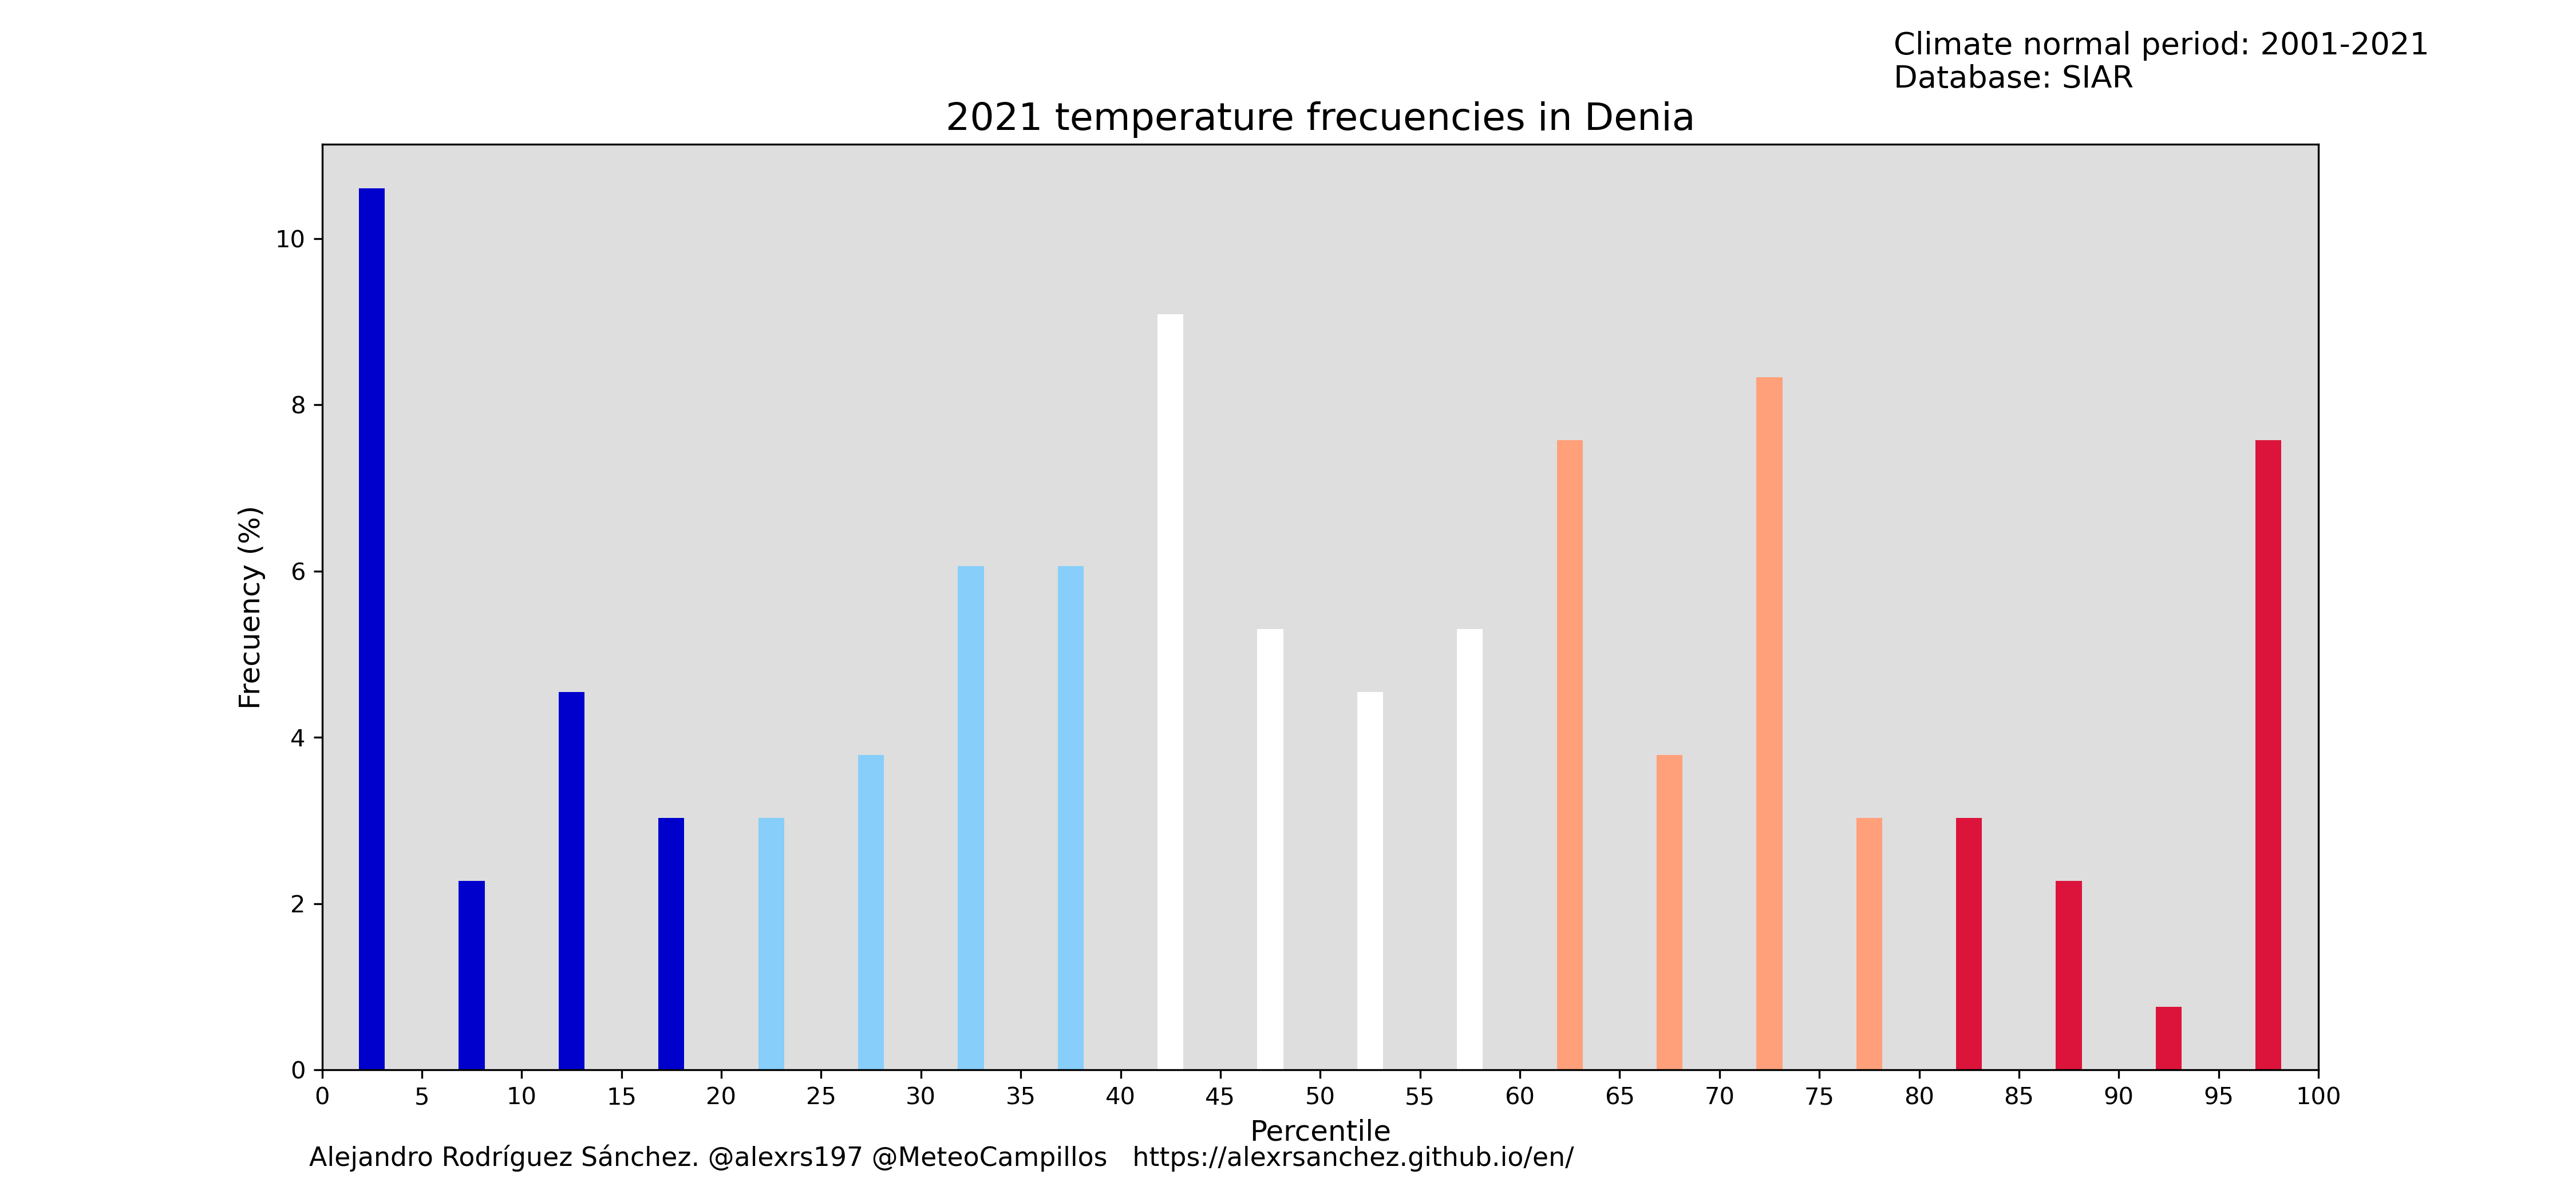 Climate normal period: 2001-2021
Database: SIAR
2021 temperature frecuencies in Denia
Frecuency (%)
10
8
6
4
2
0
0 5 10 15 20 25 30 35 40 45 50 55 60 65 70 75 80 85 90 95 100
Percentile
Alejandro Rodríguez Sánchez. @alexrs197 @MeteoCampillos https://alexrsanchez.github.io/en/